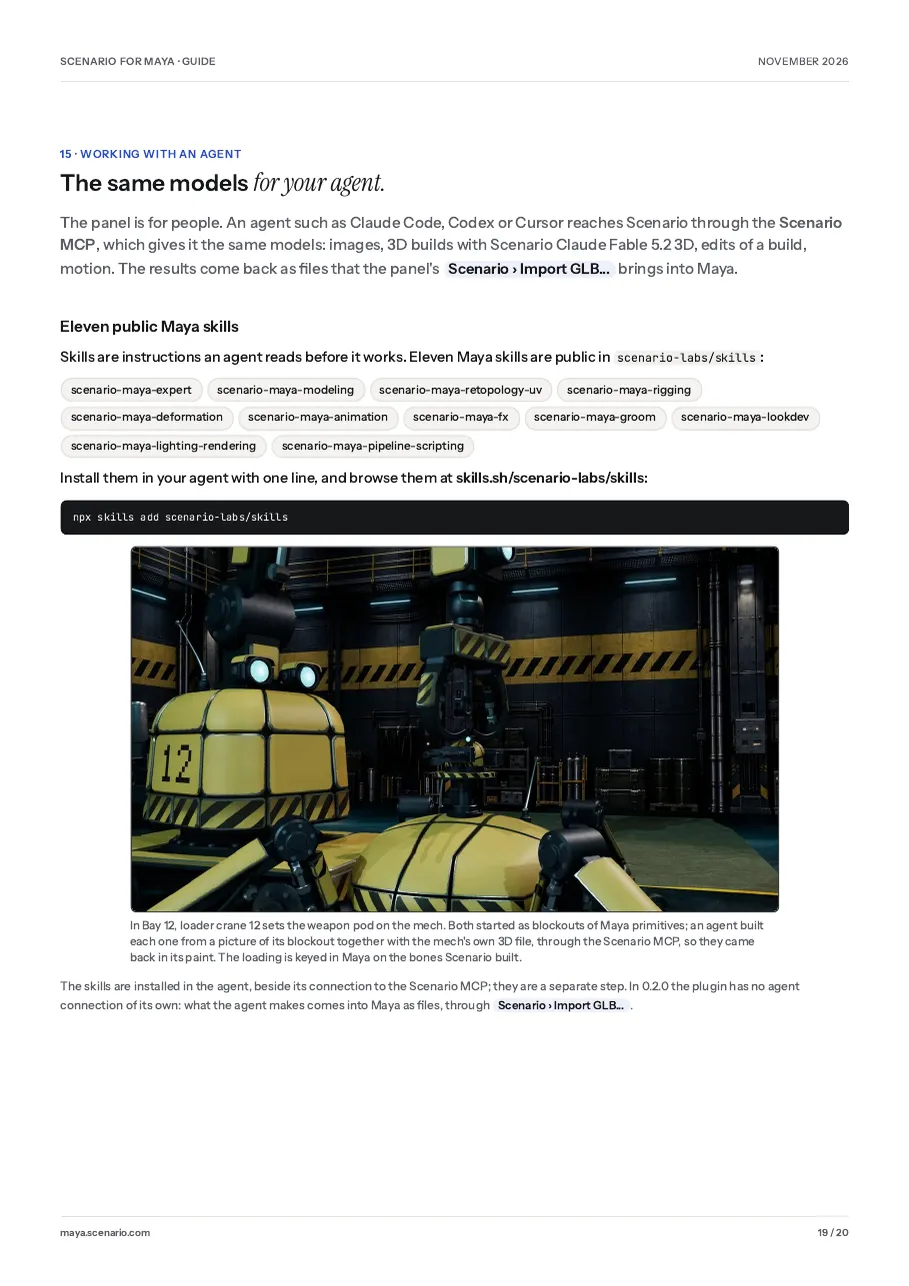 SCENARIO FOR MAYA · GUIDE
NOVEMBER 2026
15 · WORKING WITH AN AGENT
The same models for your agent.
The panel is for people. An agent such as Claude Code, Codex or Cursor reaches Scenario through the Scenario
MCP, which gives it the same models: images, 3D builds with Scenario Claude Fable 5.2 3D, edits of a build,
motion. The results come back as files that the panel's Scenario › Import GLB... brings into Maya.
Eleven public Maya skills
Skills are instructions an agent reads before it works. Eleven Maya skills are public in scenario-labs/skills :
scenario-maya-expert scenario-maya-modeling scenario-maya-retopology-uv scenario-maya-rigging
scenario-maya-deformation scenario-maya-animation scenario-maya-fx scenario-maya-groom scenario-maya-lookdev
scenario-maya-lighting-rendering scenario-maya-pipeline-scripting
Install them in your agent with one line, and browse them at skills.sh/scenario-labs/skills:
npx skills add scenario-labs/skills
12
In Bay 12, loader crane 12 sets the weapon pod on the mech. Both started as blockouts of Maya primitives; an agent built
each one from a picture of its blockout together with the mech's own 3D file, through the Scenario MCP, so they came
back in its paint. The loading is keyed in Maya on the bones Scenario built.
The skills are installed in the agent, beside its connection to the Scenario MCP; they are a separate step. In 0.2.0 the plugin has no agent
connection of its own: what the agent makes comes into Maya as files, through Scenario › Import GLB... .
maya.scenario.com
19 / 20